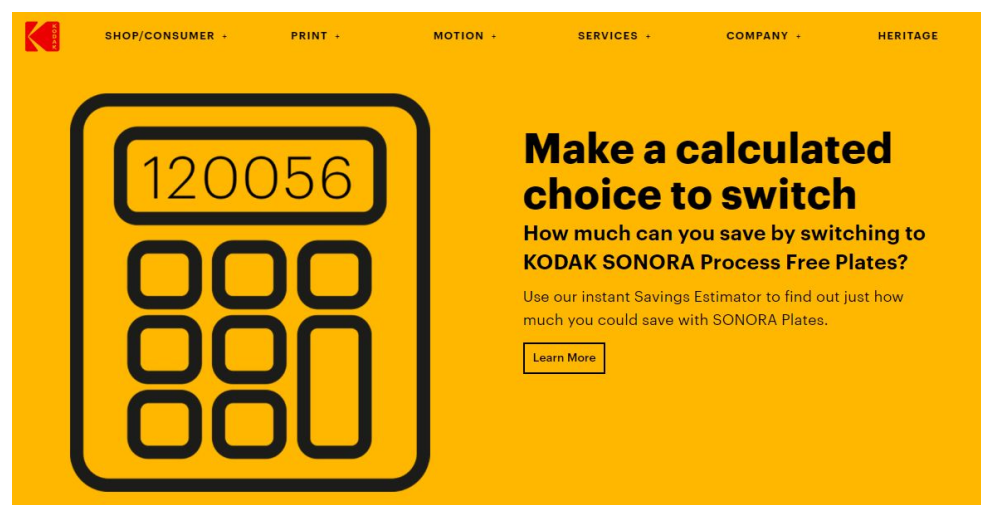 KODAK
SHOP/CONSUMER +
PRINT +
MOTION +
SERVICES +
COMPANY +
HERITAGE
120056
Make a calculated
choice to switch
How much can you save by switching to
KODAK SONORA Process Free Plates?
Use our instant Savings Estimator to find out just how
much you could save with SONORA Plates.
Learn More